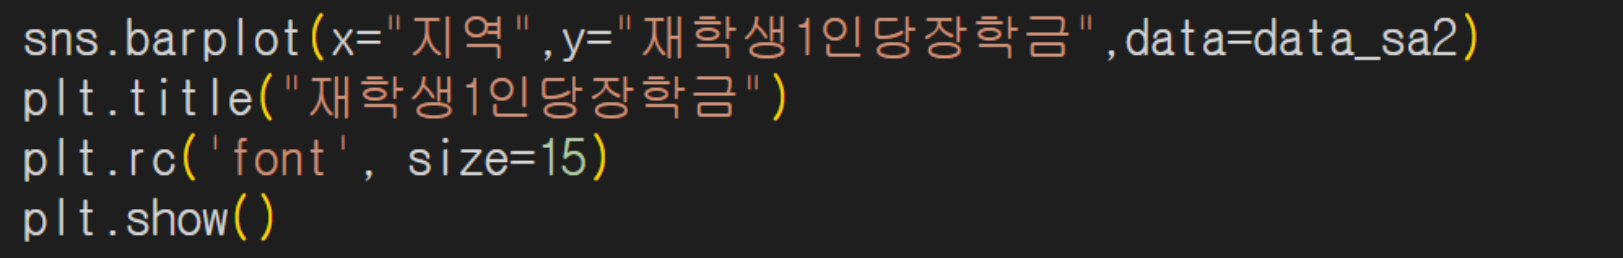 sns.barplot(x="지역",y="재학생1인당장학금",data=data_sa2)
plt.title("재학생1인당장학금")
plt.rc('font', size=15)
plt.show()